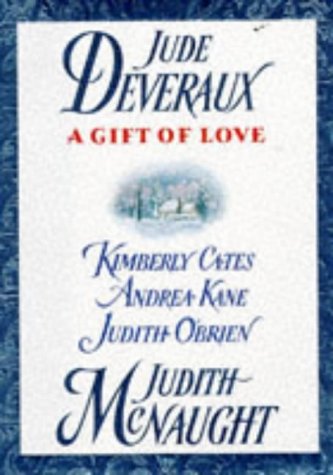 JUDE
DEVERAUX
A GIFT OF LOVE
KIMBERLY CATES
ANDREA KANE
JUDITH O'BRIEN
JUDITH
MCNAUGHT